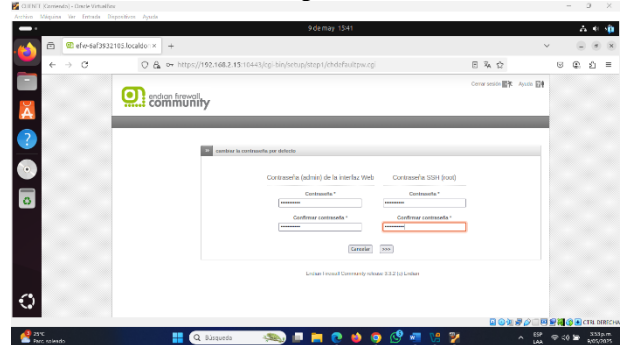 CLIENTE (Corriendo) - Oracle VirtualBox
Archivo Máquina Ver Entrada Dispositivos Ayuda
9 de may 15:41
efw-6af3932105.localdo
https://192.168.2.15:10443/cgi-bin/setup/step1/chdefaultpw.cgi
endian firewall
community
Cerrar sesión Ayuda
cambiar la contraseña por defecto
Contraseña (admin) de la interfaz Web Contraseña SSH (root)
Contraseña * Contraseña *
Confirmar contraseña * Confirmar contraseña *
Cancelar >>>
Endian Firewall Community release 3.3.2 (c) Endian
CTRL DERECHA
25°C
Parc. soleado
Búsqueda
ESP
LAA
3:53 p.m.
9/05/2025